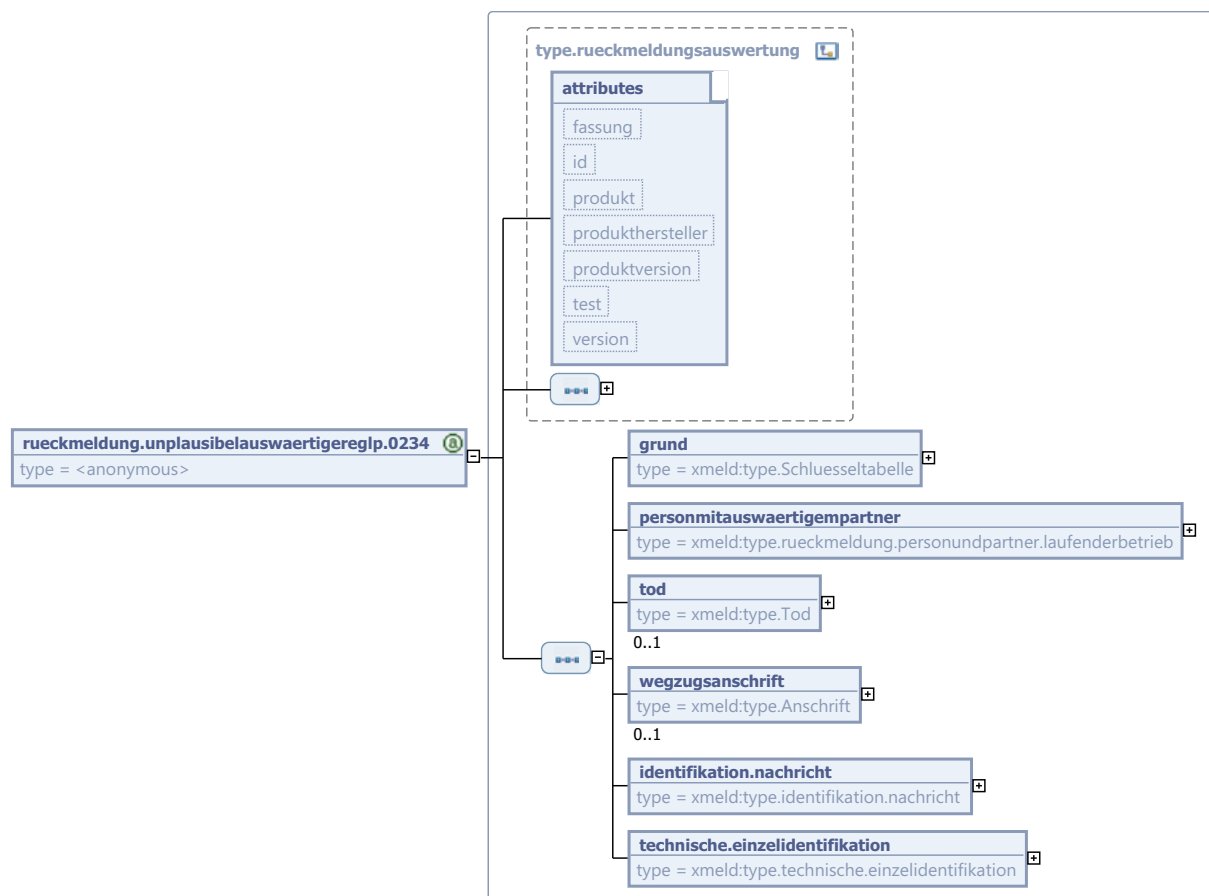 type.rueckmeldungsauswertung
attributes
fassung
id
produkt
produkthersteller
produktversion
test
version
rueckmeldung.unplausibelauswaertigereglp.0234
type = <anonymous>
grund
type = xmeld:type.Schluesseltabelle
personmitauswaertigempartner
type = xmeld:type.rueckmeldung.personundpartner.laufenderbetrieb
tod
type = xmeld:type.Tod
0..1
wegzugsanschrift
type = xmeld:type.Anschrift
0..1
identifikation.nachricht
type = xmeld:type.identifikation.nachricht
technische.einzelidentifikation
type = xmeld:type.technische.einzelidentifikation